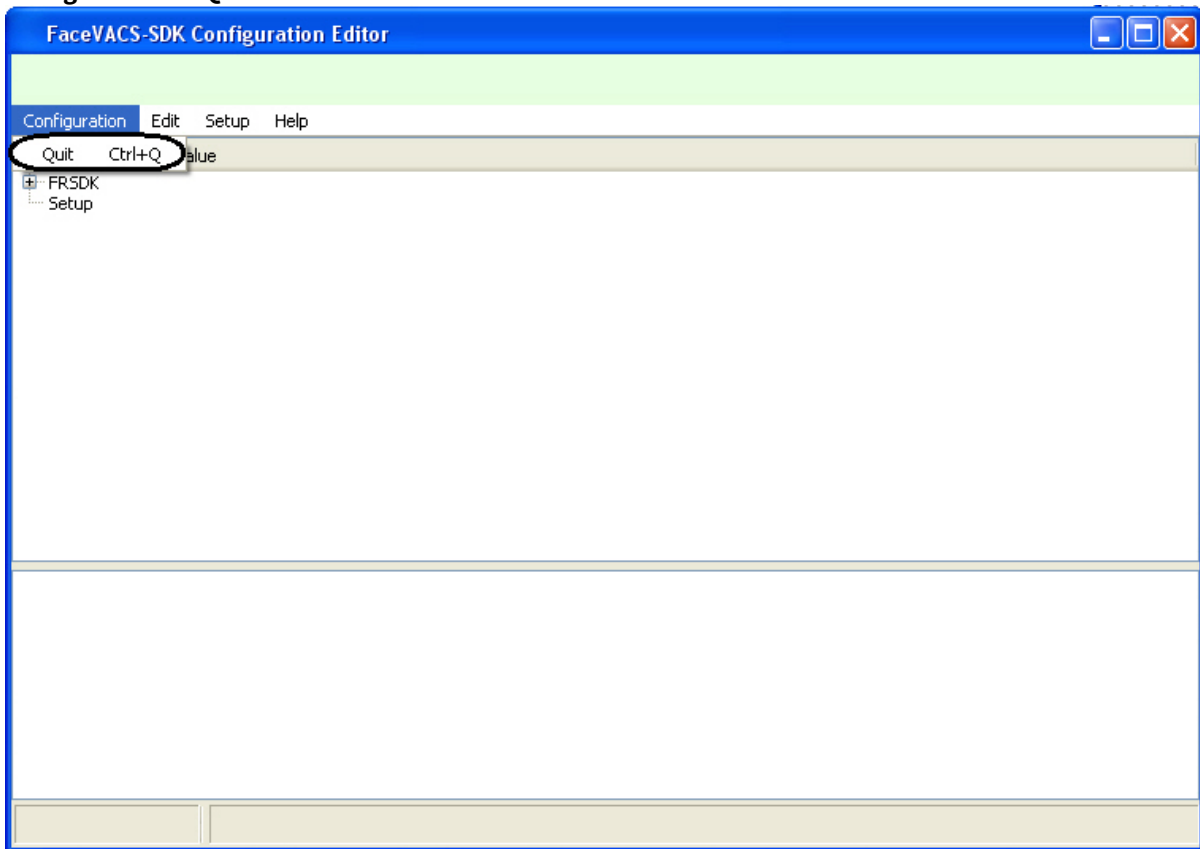 FaceVACS-SDK Configuration Editor
Configuration Edit Setup Help
Quit Ctrl+Q alue
FRSDK
Setup